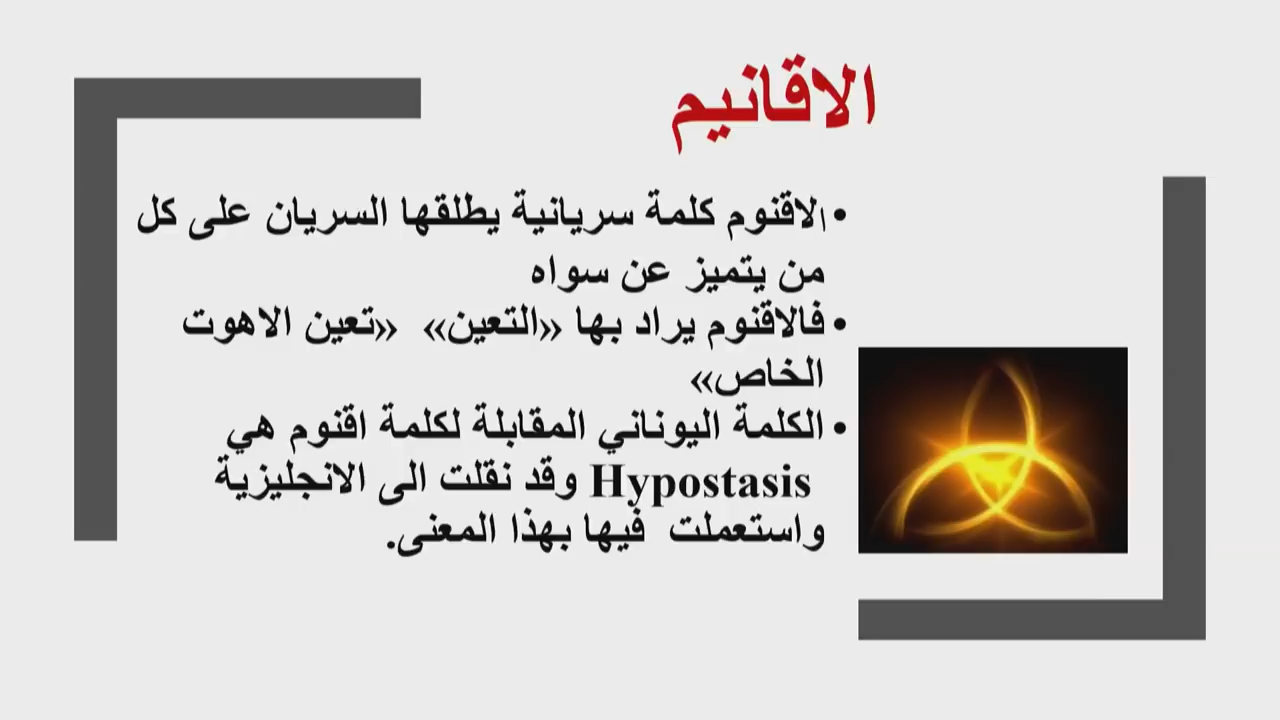 الاقانيم
• الاقنوم كلمة سريانية يطلقها السريان على كل
من يتميز عن سواه
• فالاقنوم يراد بها «التعين» «تعين الاهوت
الخاص»
• الكلمة اليوناني المقابلة لكلمة اقنوم هي
Hypostasis وقد نقلت الى الانجليزية
واستعملت فيها بهذا المعنى.